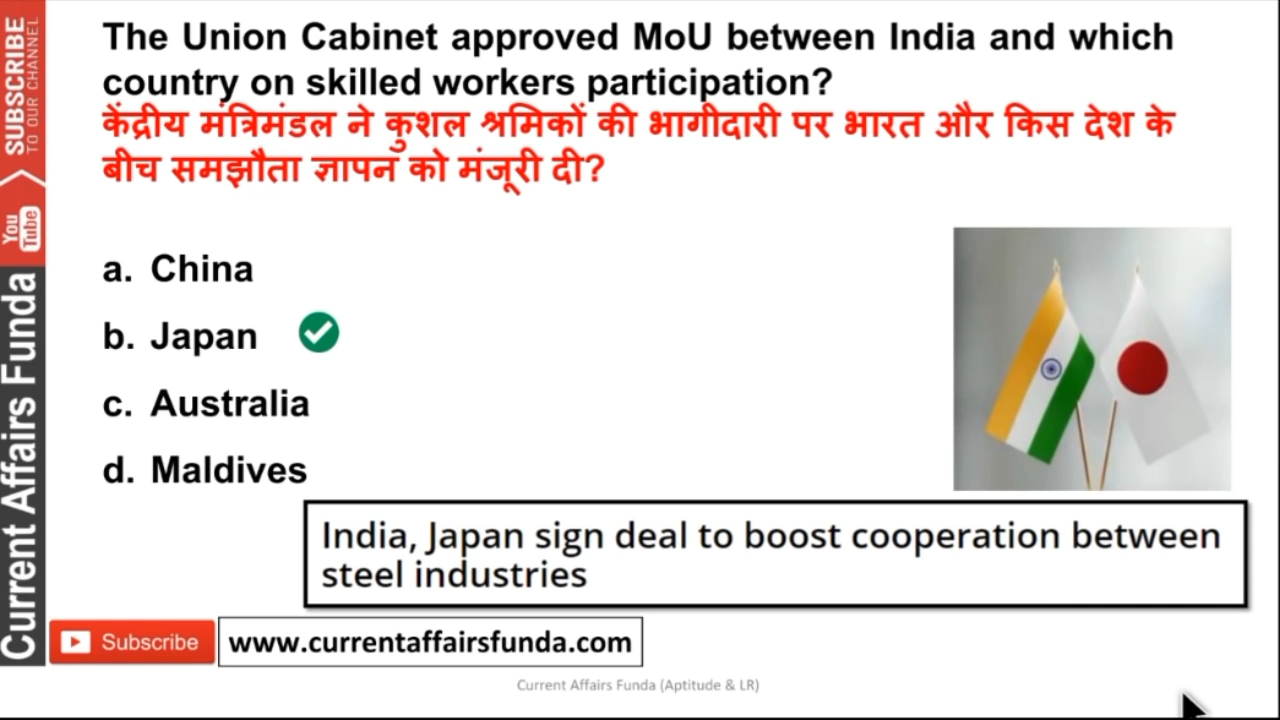 The Union Cabinet approved MoU between India and which
country on skilled workers participation?
केंद्रीय मंत्रिमंडल ने कुशल श्रमिकों की भागीदारी पर भारत और किस देश के
बीच समझौता ज्ञापन को मंजूरी दी?
a. China
b. Japan
c. Australia
d. Maldives
India, Japan sign deal to boost cooperation between
steel industries
Subscribe
www.currentaffairsfunda.com
Current Affairs Funda (Aptitude & LR)
SUBSCRIBE
TO OUR CHANNEL
You
Tube
Current Affairs Funda